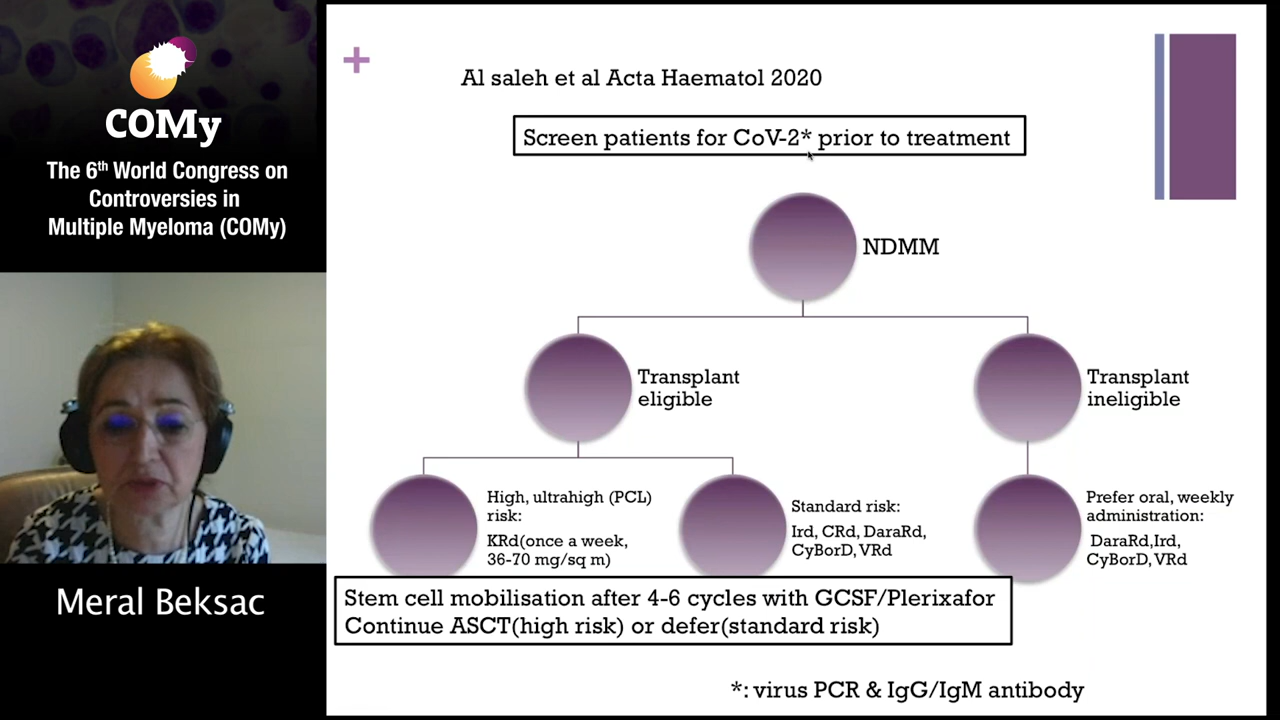 COMy
The 6th World Congress on
Controversies in
Multiple Myeloma (COMy)
Meral Beksac
+
Al saleh et al Acta Haematol 2020
Screen patients for CoV-2* prior to treatment
NDMM
Transplant
eligible
Transplant
ineligible
High, ultrahigh (PCL)
risk:
KRd(once a week,
36-70 mg/sq m)
Standard risk:
Ird, CRd, DaraRd,
CyBorD, VRd
Prefer oral, weekly
administration:
DaraRd,Ird,
CyBorD, VRd
Stem cell mobilisation after 4-6 cycles with GCSF/Plerixafor
Continue ASCT(high risk) or defer(standard risk)
*: virus PCR & IgG/IgM antibody